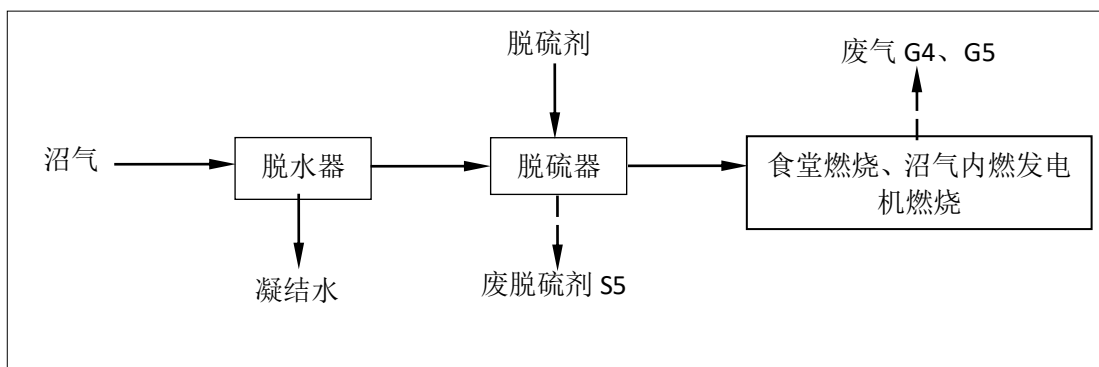 脱硫剂
废气 G4、G5
沼气
脱水器
脱硫器
食堂燃烧、沼气内燃发电
机燃烧
凝结水
废脱硫剂 S5